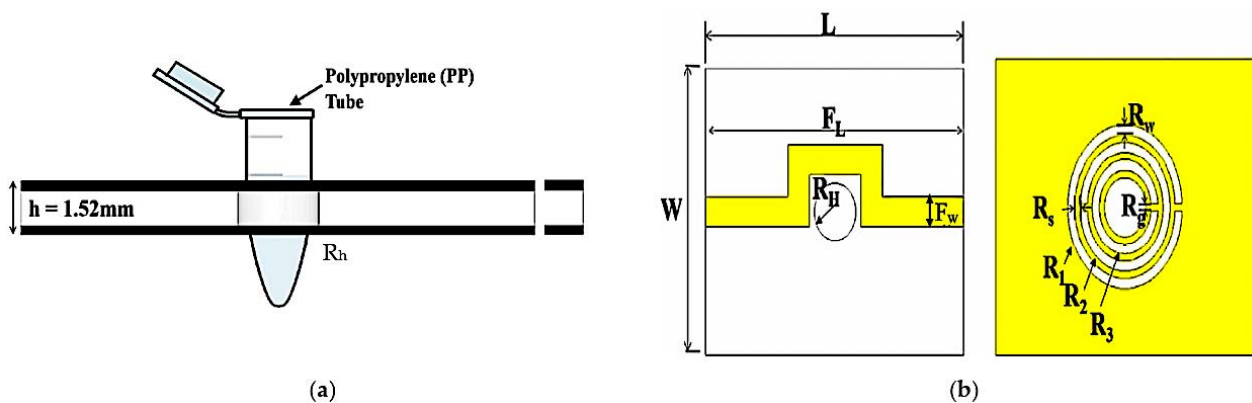 Polypropylene (PP)
Tube
h = 1.52mm
Rh
(a)
L
FL
W
RH
Fw
Rw
Rs
Rg
R1
R2
R3
(b)